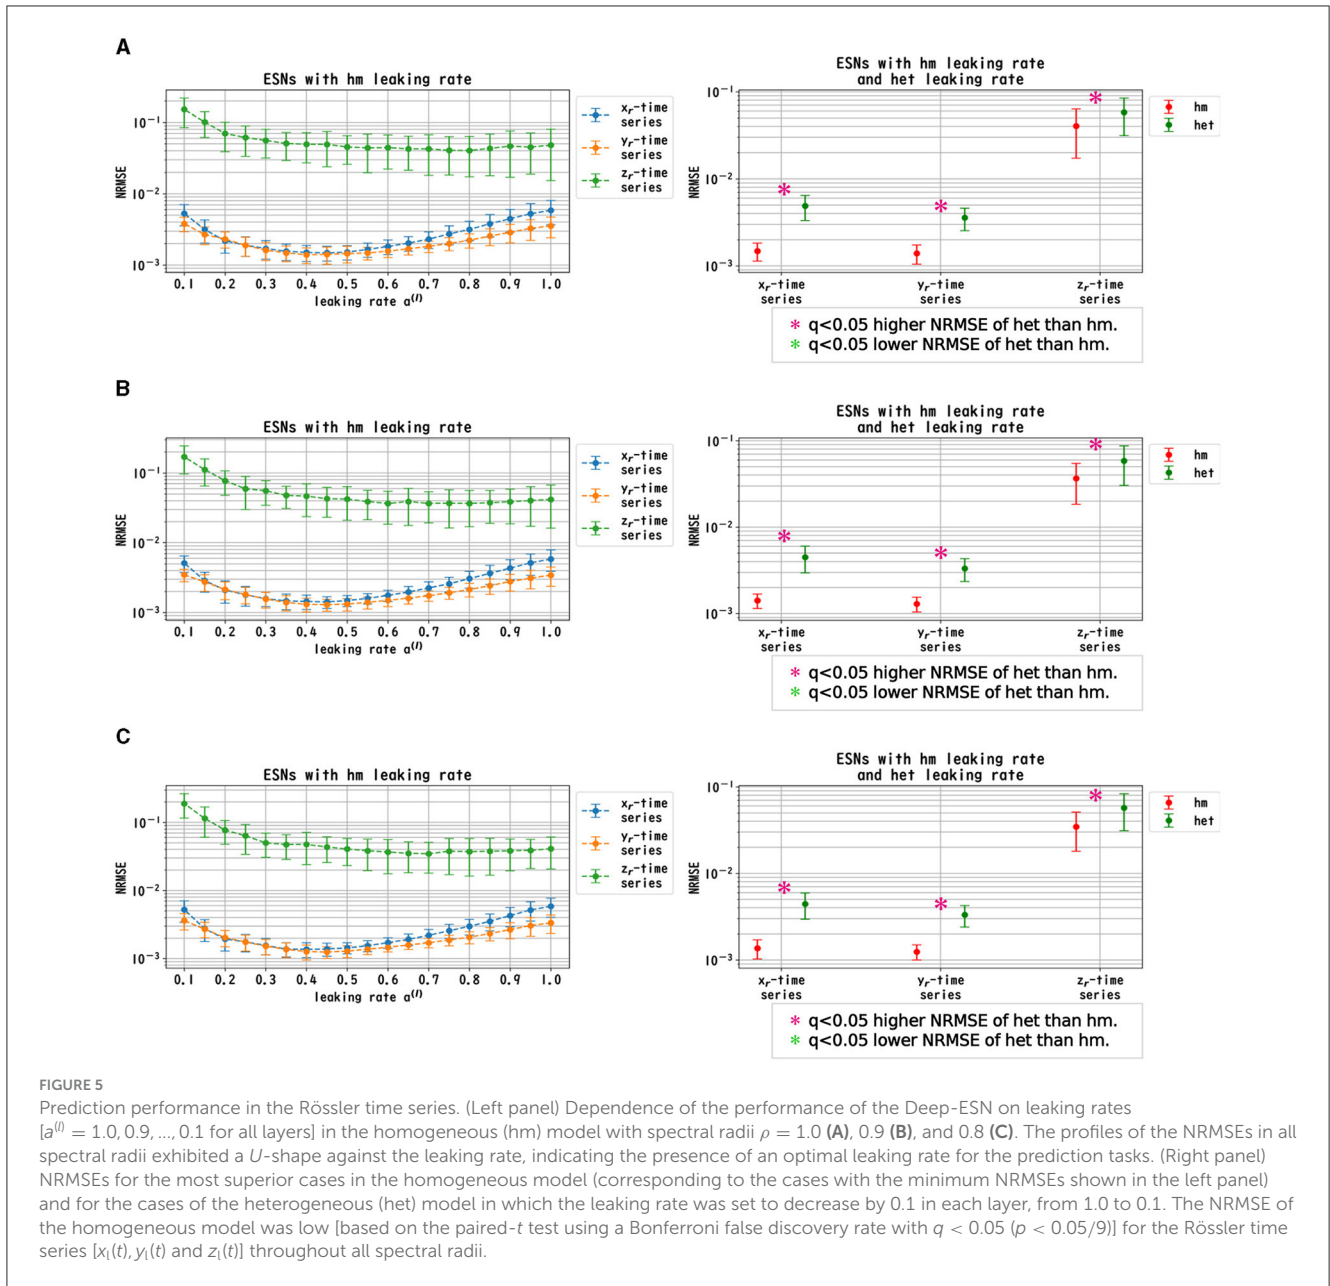 A
ESNs with hm leaking rate
NRMSE
10⁻¹
10⁻²
10⁻³
0.1 0.2 0.3 0.4 0.5 0.6 0.7 0.8 0.9 1.0
leaking rate a⁽ˡ⁾
xᵣ-time
series
yᵣ-time
series
zᵣ-time
series
ESNs with hm leaking rate
and het leaking rate
NRMSE
10⁻¹
10⁻²
10⁻³
xᵣ-time yᵣ-time zᵣ-time
series series series
hm
het
* q<0.05 higher NRMSE of het than hm.
* q<0.05 lower NRMSE of het than hm.
B
ESNs with hm leaking rate
NRMSE
10⁻¹
10⁻²
10⁻³
0.1 0.2 0.3 0.4 0.5 0.6 0.7 0.8 0.9 1.0
leaking rate a⁽ˡ⁾
xᵣ-time
series
yᵣ-time
series
zᵣ-time
series
ESNs with hm leaking rate
and het leaking rate
NRMSE
10⁻¹
10⁻²
10⁻³
xᵣ-time yᵣ-time zᵣ-time
series series series
hm
het
* q<0.05 higher NRMSE of het than hm.
* q<0.05 lower NRMSE of het than hm.
C
ESNs with hm leaking rate
NRMSE
10⁻¹
10⁻²
10⁻³
0.1 0.2 0.3 0.4 0.5 0.6 0.7 0.8 0.9 1.0
leaking rate a⁽ˡ⁾
xᵣ-time
series
yᵣ-time
series
zᵣ-time
series
ESNs with hm leaking rate
and het leaking rate
NRMSE
10⁻¹
10⁻²
10⁻³
xᵣ-time yᵣ-time zᵣ-time
series series series
hm
het
* q<0.05 higher NRMSE of het than hm.
* q<0.05 lower NRMSE of het than hm.
FIGURE 5
Prediction performance in the Rössler time series. (Left panel) Dependence of the performance of the Deep-ESN on leaking rates
[a⁽ˡ⁾ = 1.0, 0.9, ..., 0.1 for all layers] in the homogeneous (hm) model with spectral radii ρ = 1.0 (A), 0.9 (B), and 0.8 (C). The profiles of the NRMSEs in all
spectral radii exhibited a U-shape against the leaking rate, indicating the presence of an optimal leaking rate for the prediction tasks. (Right panel)
NRMSEs for the most superior cases in the homogeneous model (corresponding to the cases with the minimum NRMSEs shown in the left panel)
and for the cases of the heterogeneous (het) model in which the leaking rate was set to decrease by 0.1 in each layer, from 1.0 to 0.1. The NRMSE of
the homogeneous model was low [based on the paired-t test using a Bonferroni false discovery rate with q < 0.05 (p < 0.05/9)] for the Rössler time
series [xₗ(t), yₗ(t) and zₗ(t)] throughout all spectral radii.